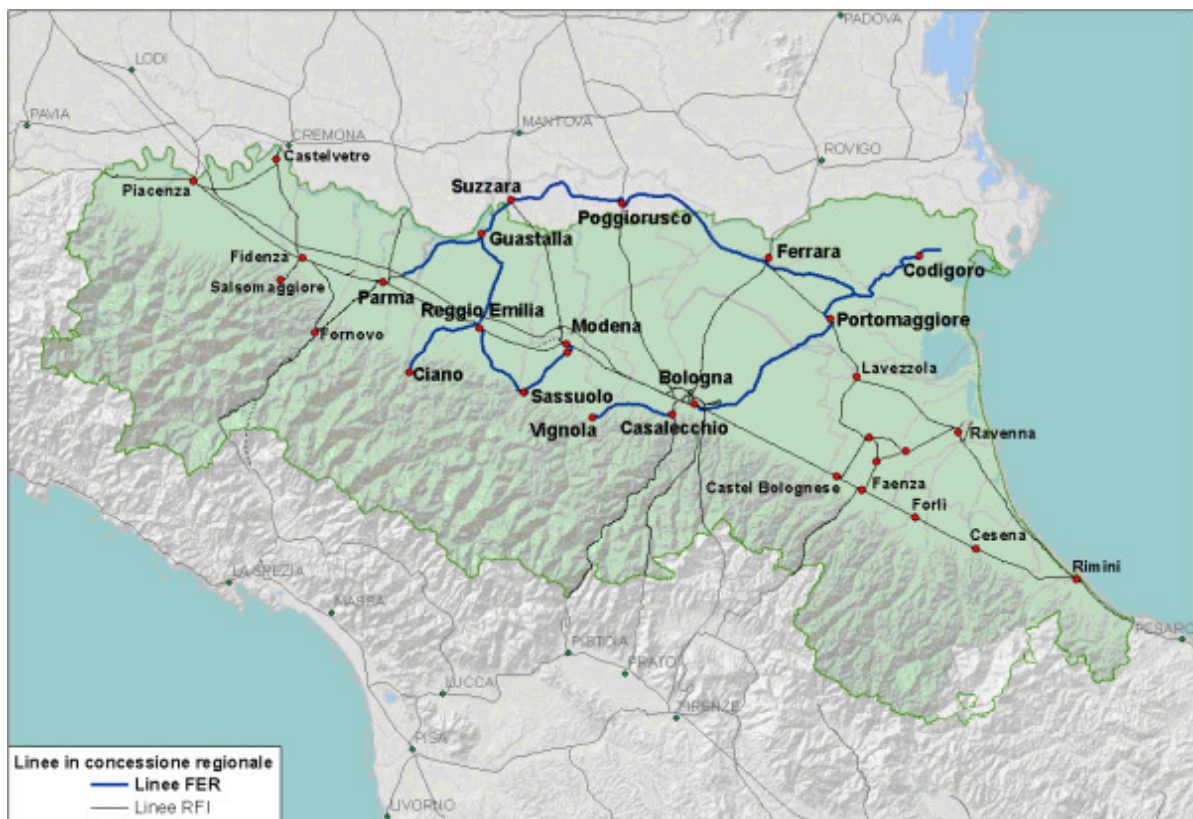 PADOVA
LODI
PAVIA
CREMONA
MANTOVA
ROVIGO
Castelvetro
Piacenza
Suzzara
Poggiorusco
Guastalla
Ferrara
Codigoro
Fidenza
Salsomaggiore
Parma
Reggio Emilia
Modena
Portomaggiore
Fornovo
Ciano
Sassuolo
Bologna
Lavezzola
Vignola
Casalecchio
Ravenna
Castel Bolognese
Faenza
Forlì
Cesena
Rimini
LA SPEZIA
MASSA
PESARO
PISTOIA
PRATO
LUCCA
FIRENZE
PISA
LIVORNO
Linee in concessione regionale
Linee FER
Linee RFI